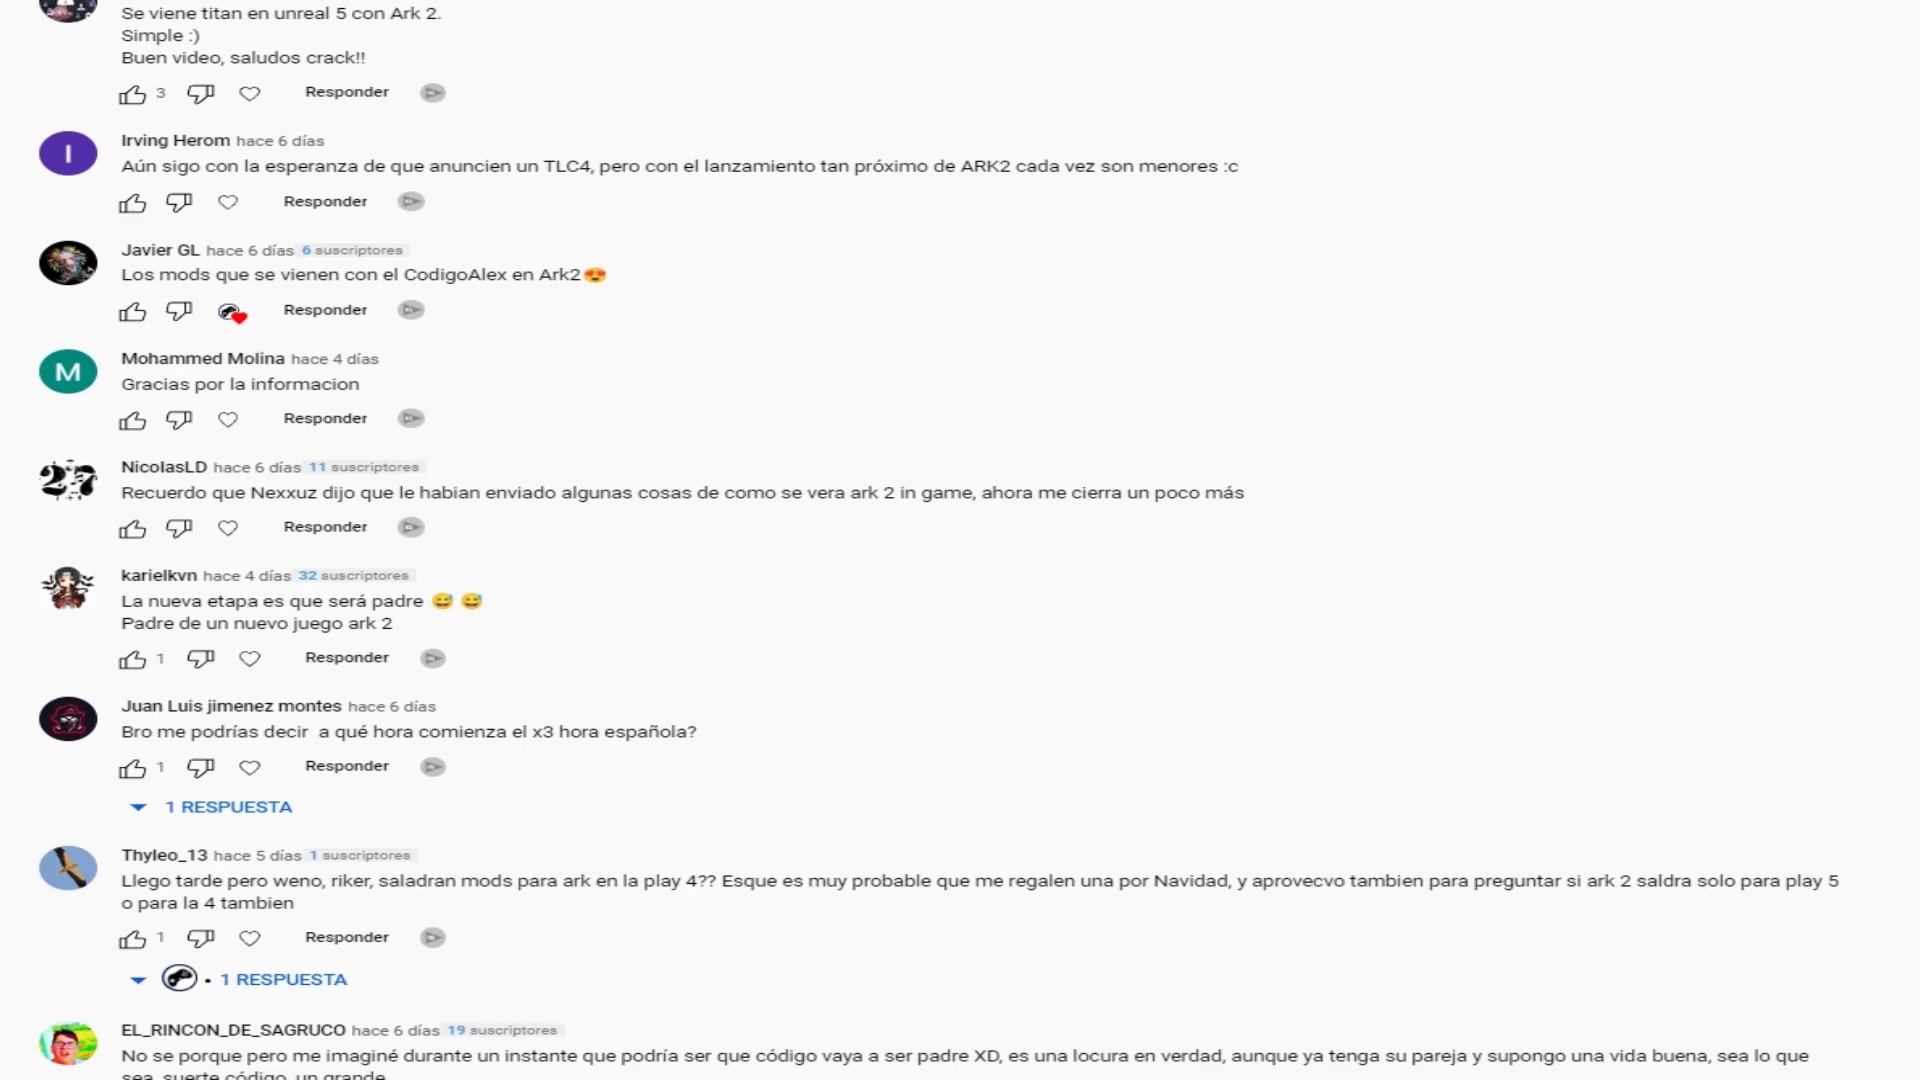 Se viene titan en unreal 5 con Ark 2.
Simple :)
Buen video, saludos crack!!
3 Responder
I
Irving Herom hace 6 días
Aún sigo con la esperanza de que anuncien un TLC4, pero con el lanzamiento tan próximo de ARK2 cada vez son menores :c
Responder
Javier GL hace 6 días 6 suscriptores
Los mods que se vienen con el CodigoAlex en Ark2😍
Responder
M
Mohammed Molina hace 4 días
Gracias por la informacion
Responder
27
NicolasLD hace 6 días 11 suscriptores
Recuerdo que Nexxuz dijo que le habian enviado algunas cosas de como se vera ark 2 in game, ahora me cierra un poco más
Responder
karielkvn hace 4 días 32 suscriptores
La nueva etapa es que será padre 😅 😅
Padre de un nuevo juego ark 2
1 Responder
Juan Luis jimenez montes hace 6 días
Bro me podrías decir a qué hora comienza el x3 hora española?
1 Responder
1 RESPUESTA
Thyleo_13 hace 5 días 1 suscriptores
Llego tarde pero weno, riker, saladran mods para ark en la play 4?? Esque es muy probable que me regalen una por Navidad, y aprovecvo tambien para preguntar si ark 2 saldra solo para play 5
o para la 4 tambien
1 Responder
• 1 RESPUESTA
EL_RINCON_DE_SAGRUCO hace 6 días 19 suscriptores
No se porque pero me imaginé durante un instante que podría ser que código vaya a ser padre XD, es una locura en verdad, aunque ya tenga su pareja y supongo una vida buena, sea lo que
sea, suerte código, un grande